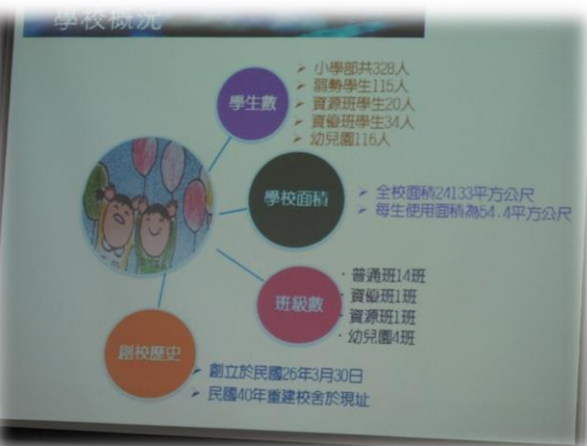 學校概況
學生數
小學部共328人
弱勢學生115人
資源班學生20人
資優班學生34人
幼兒園116人
學校面積
全校面積24133平方公尺
每生使用面積為54.4平方公尺
班級數
普通班14班
資優班1班
資源班1班
幼兒園4班
創校歷史
創立於民國26年3月30日
民國40年重建校舍於現址